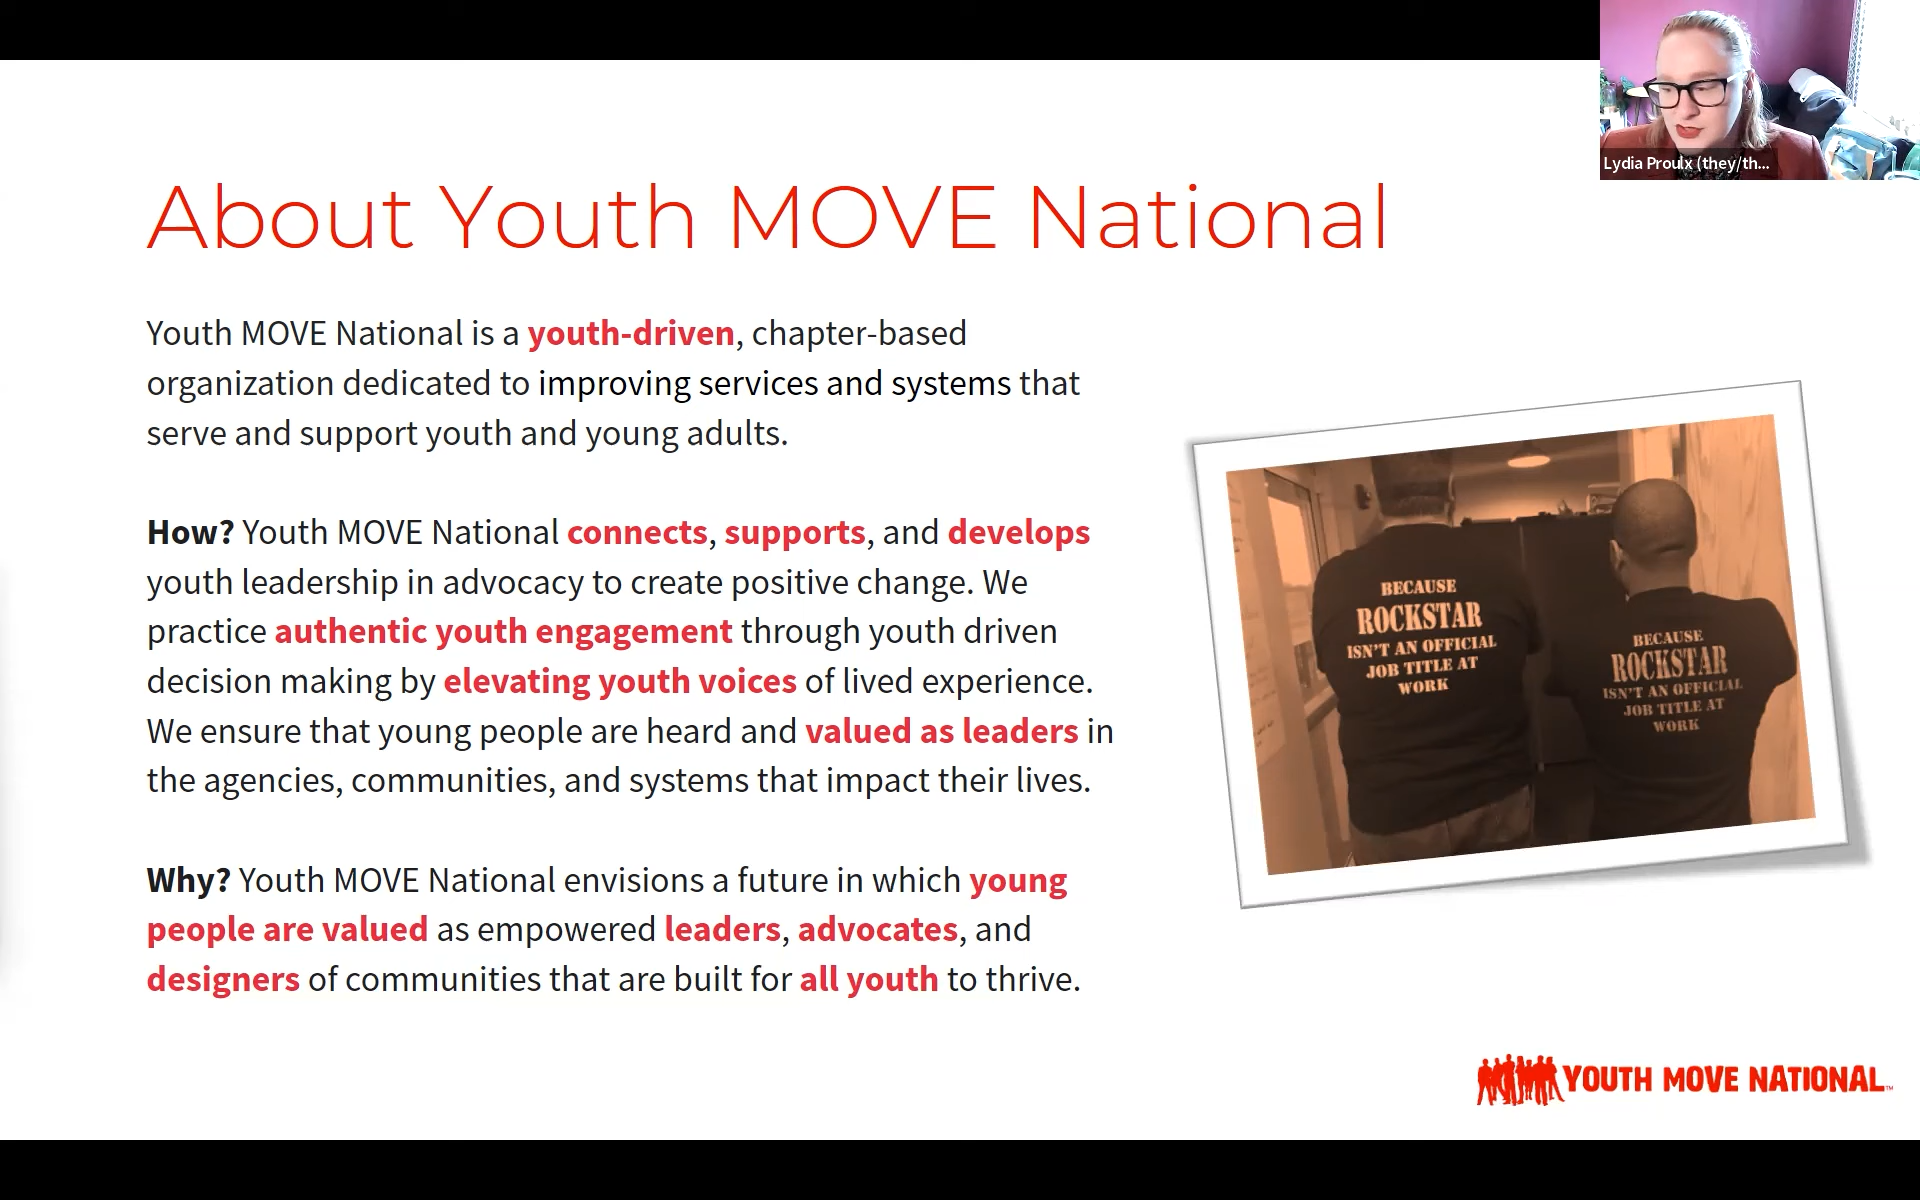 Lydia Proulx (they/th...
About Youth MOVE National
Youth MOVE National is a youth-driven, chapter-based
organization dedicated to improving services and systems that
serve and support youth and young adults.
How? Youth MOVE National connects, supports, and develops
youth leadership in advocacy to create positive change. We
practice authentic youth engagement through youth driven
decision making by elevating youth voices of lived experience.
We ensure that young people are heard and valued as leaders in
the agencies, communities, and systems that impact their lives.
Why? Youth MOVE National envisions a future in which young
people are valued as empowered leaders, advocates, and
designers of communities that are built for all youth to thrive.
BECAUSE
ROCKSTAR
ISN'T AN OFFICIAL
JOB TITLE AT
WORK
BECAUSE
ROCKSTAR
ISN'T AN OFFICIAL
JOB TITLE AT
WORK
YOUTH MOVE NATIONAL™